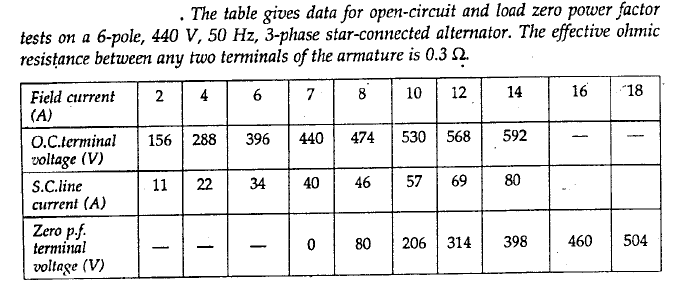 . The table gives data for open-circuit and load zero power factor
tests on a 6-pole, 440 V, 50 Hz, 3-phase star-connected alternator. The effective ohmic
resistance between any two terminals of the armature is 0.3 Ω.
Field current (A) 2 4 6 7 8 10 12 14 16 18
O.C.terminal voltage (V) 156 288 396 440 474 530 568 592 — —
S.C.line current (A) 11 22 34 40 46 57 69 80 --
Zero p.f. terminal voltage (V) — — — 0 80 206 314 398 460 504